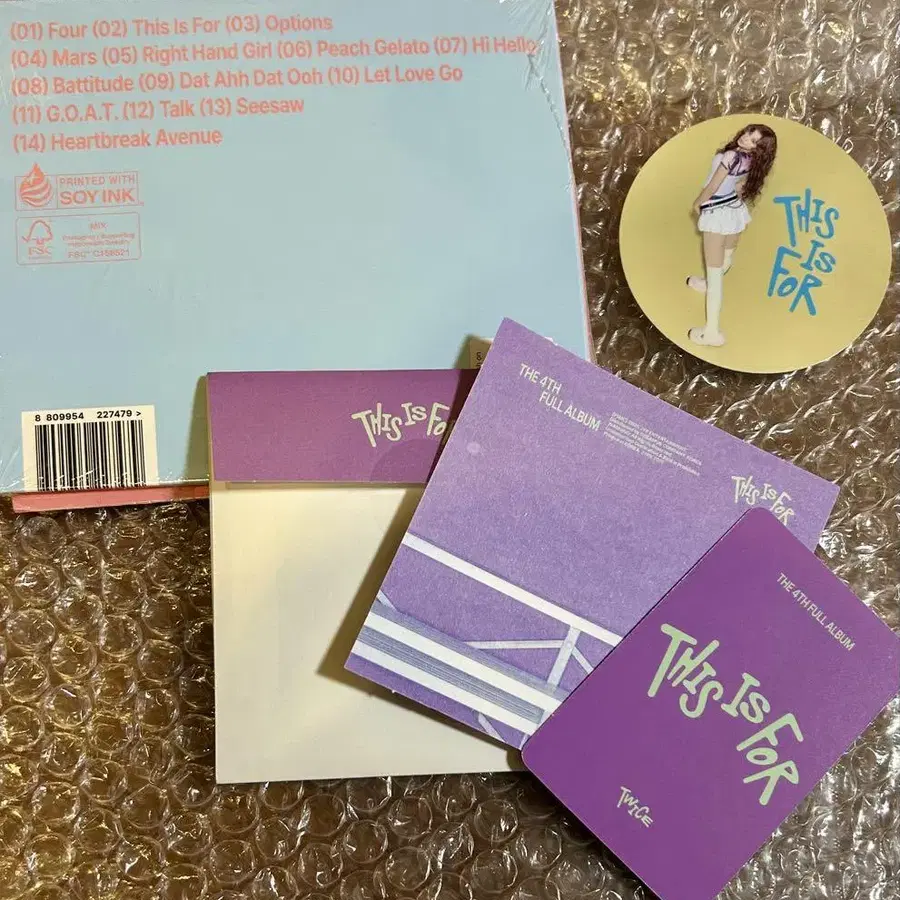 (01) Four (02) This Is For (03) Options
(04) Mars (05) Right Hand Girl (06) Peach Gelato (07) Hi Hello
(08) Battitude (09) Dat Ahh Dat Ooh (10) Let Love Go
(11) G.O.A.T. (12) Talk (13) Seesaw
(14) Heartbreak Avenue
PRINTED WITH
SOY INK
MIX
FSC
8 809954 227479 >
THIS
IS
FOR
THIS IS FOR
THE 4TH
FULL ALBUM
THIS IS FOR
THE 4TH FULL ALBUM
THIS IS FOR
TWICE